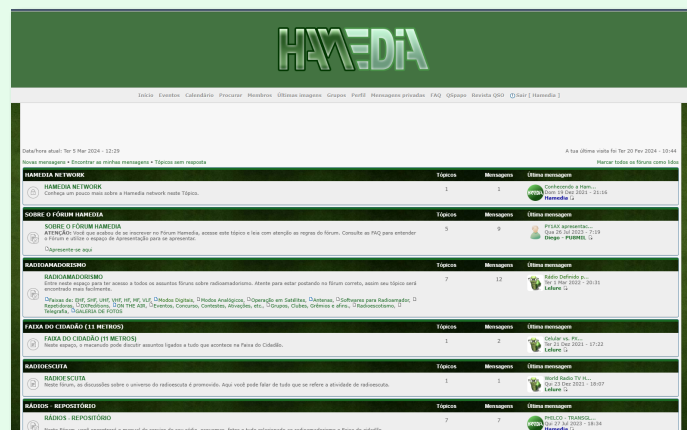 HAMEDIA
Início Eventos Calendário Procurar Membros Últimas imagens Grupos Perfil Mensagens privadas FAQ QSpapo Revista QSO Sair [ Hamedia ]
Data/hora atual: Ter 5 Mar 2024 - 12:29
A tua última visita foi Ter 20 Fev 2024 - 10:44
Novas mensagens • Encontrar as minhas mensagens • Tópicos sem resposta
Marcar todos os fóruns como lidos
HAMEDIA NETWORK Tópicos Mensagens Última mensagem
HAMEDIA NETWORK
Conheça um pouco mais sobre a Hamedia network neste Tópico.
1 1
Conhecendo a Ham...
Dom 19 Dez 2021 - 21:16
Hamedia
SOBRE O FÓRUM HAMEDIA Tópicos Mensagens Última mensagem
SOBRE O FÓRUM HAMEDIA
ATENÇÃO: Você que acabou de se inscrever no Fórum Hamedia, acesse este tópico e leia com atenção as regras do fórum. Consulte as FAQ para entender
o Fórum e utilize o espaço de Apresentação para se apresentar.
Apresente-se aqui
5
PY1AX apresentac...
Qua 26 Jul 2023 - 7:19
Diego - PU8MIL
RADIOAMADORISMO Tópicos Mensagens Última mensagem
RADIOAMADORISMO
Entre neste espaço para ter acesso a todos os assuntos fóruns sobre radioamadorismo. Atente para estar postando no fórum correto, assim seu tópico será
encontrado mais facilmente.
Faixas de: EHF, SHF, UHF, VHF, HF, MF, VLF, Modos Digitais, Modos Analógicos, Operação em Satélites, Antenas, Softwares para Radioamador,
Repetidoras, DXPeditions, ON THE AIR, Eventos, Concurso, Contestes, Ativações, etc., Grupos, Clubes, Grêmios e afins., Radioescotismo,
Telegrafia, GALERIA DE FOTOS
7 12
Rádio Definido p...
Ter 1 Mar 2022 - 20:31
Lelure
FAIXA DO CIDADÃO (11 METROS) Tópicos Mensagens Última mensagem
FAIXA DO CIDADÃO (11 METROS)
Neste espaço, o macanudo pode discutir assuntos ligados a tudo que acontece na Faixa do Cidadão.
1 2
Celular vs. PX...
Ter 21 Dez 2021 - 17:22
Lelure
RADIOESCUTA Tópicos Mensagens Última mensagem
RADIOESCUTA
Neste fórum, as discussões sobre o universo do radioescuta é promovido. Aqui você pode falar de tudo que se refere a atividade de radioescuta.
1 1
World Radio TV H...
Qui 23 Dez 2021 - 18:07
Lelure
RÁDIOS - REPOSITÓRIO Tópicos Mensagens Última mensagem
RÁDIOS - REPOSITÓRIO
7 7
PHILCO - TRANSGL...
Qui 27 Jul 2023 - 18:34
Hamedia